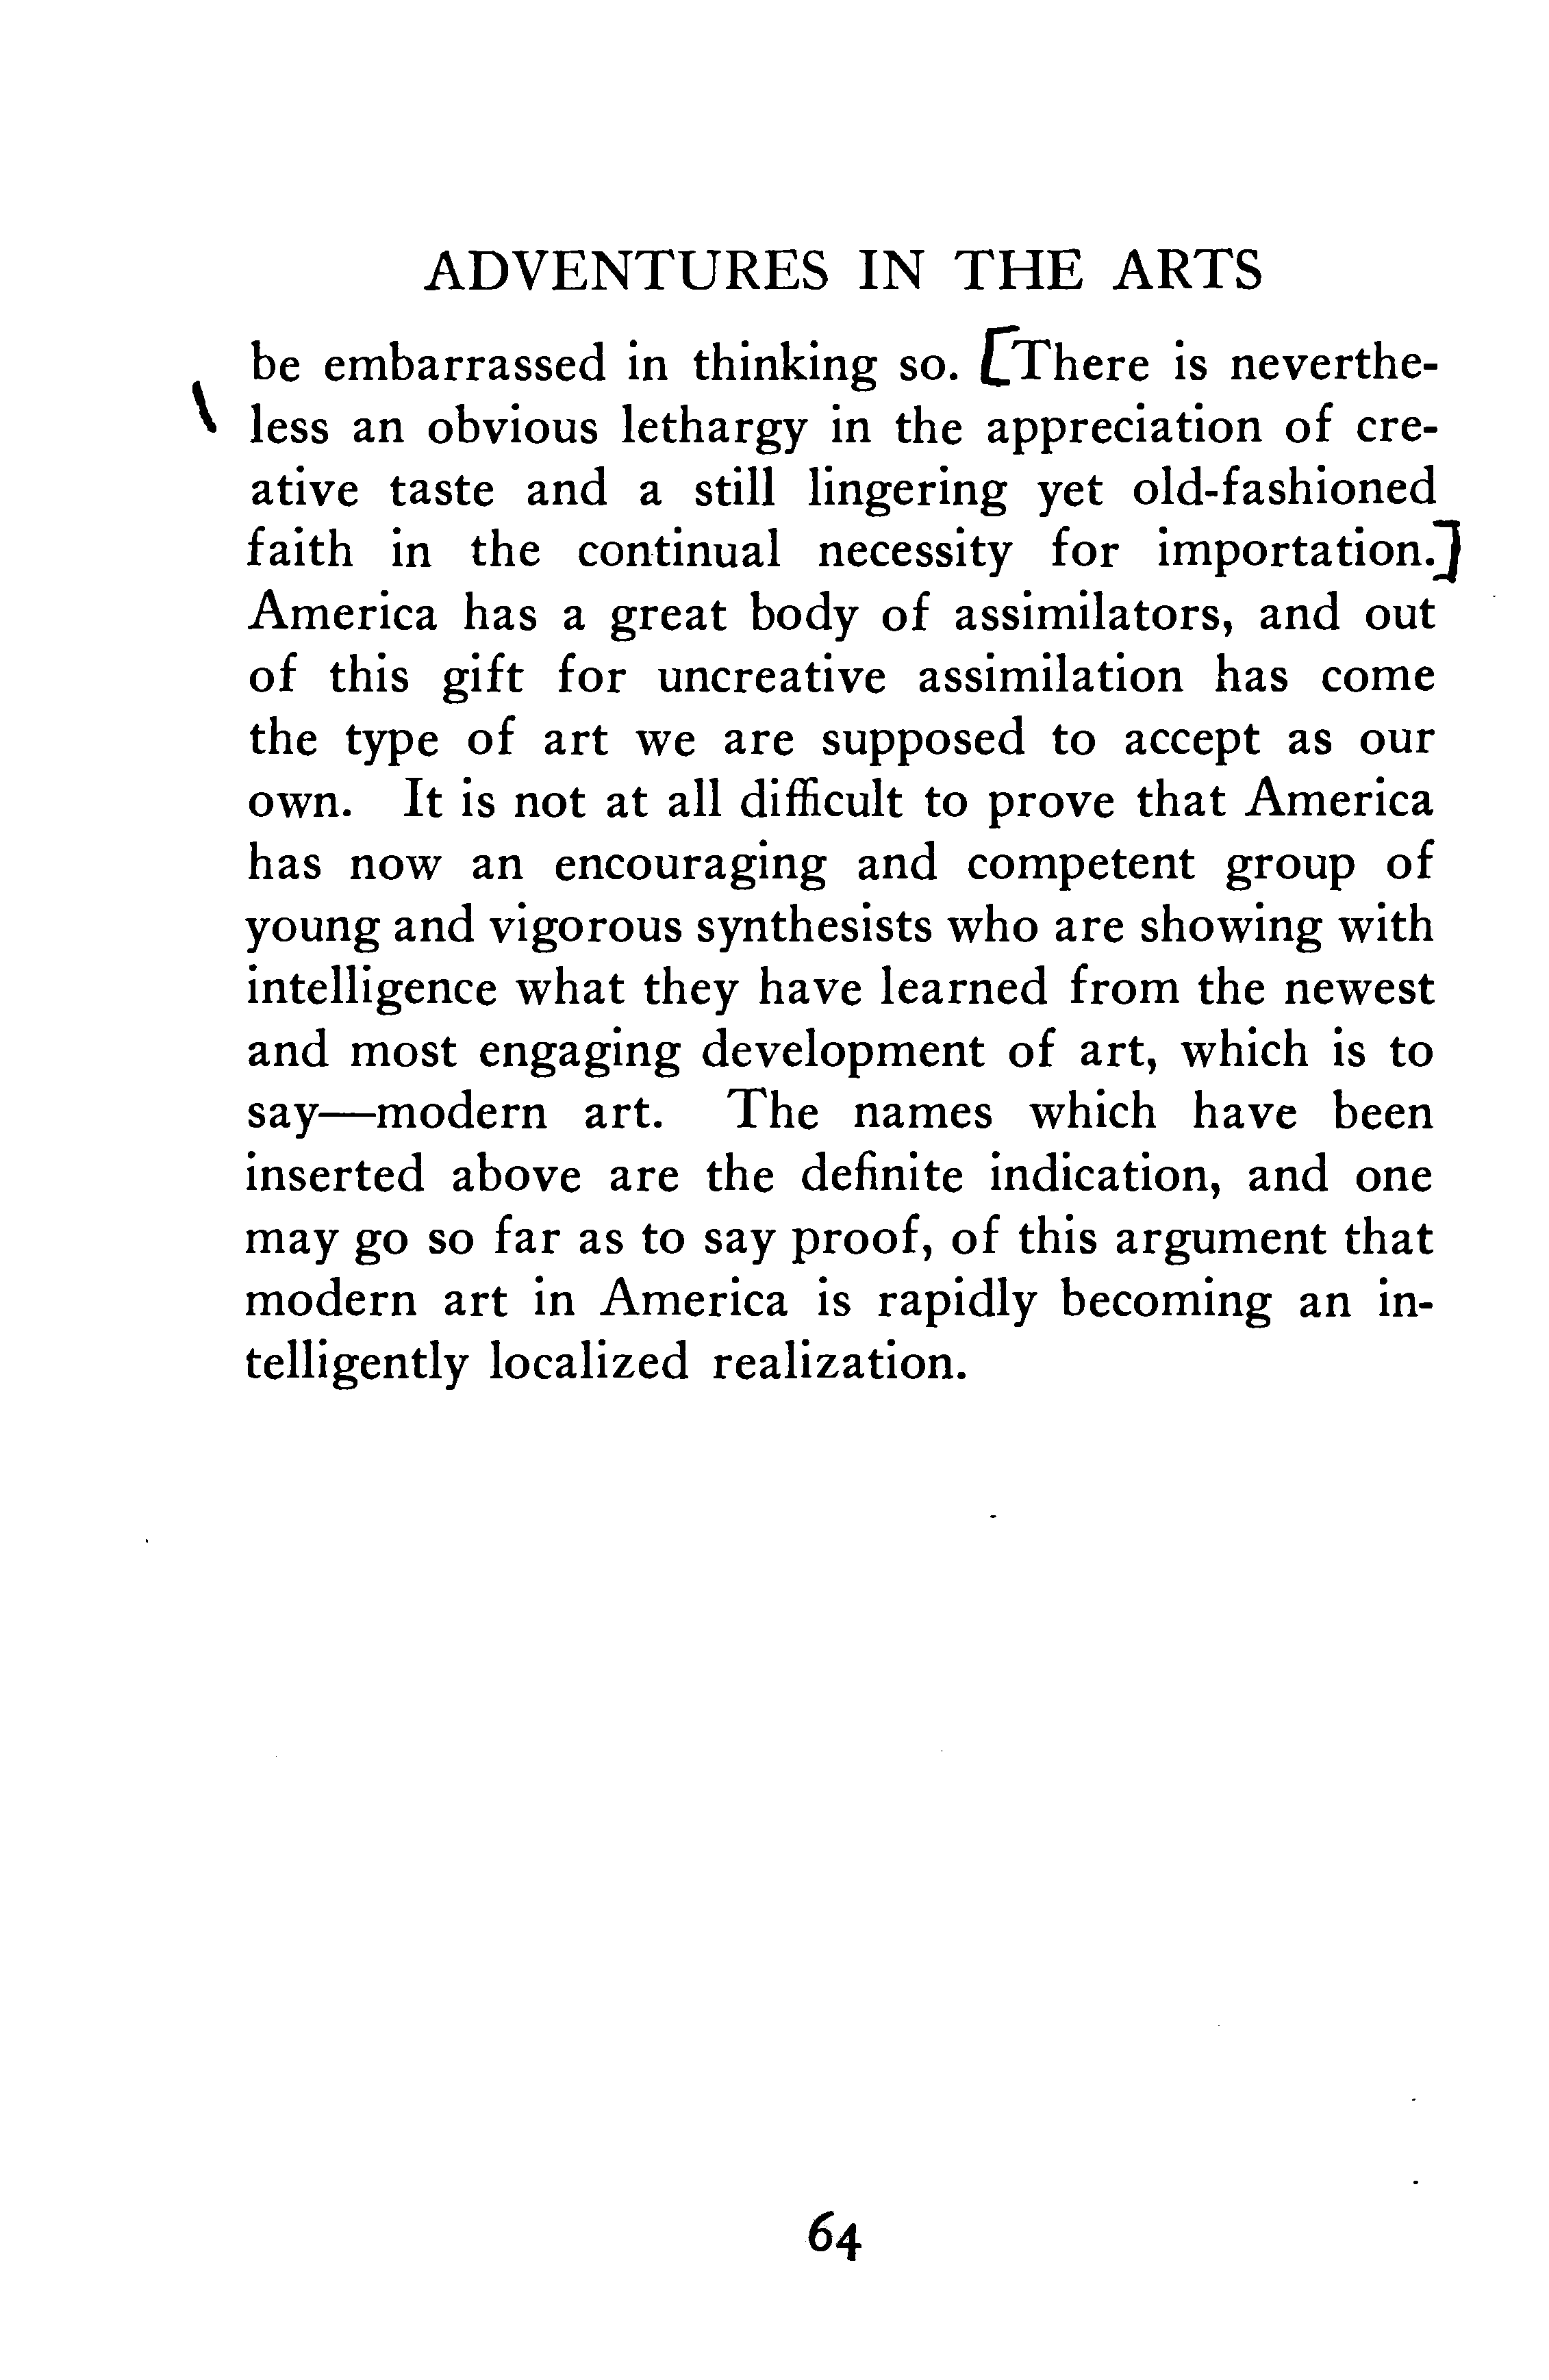 ADVENTURES IN THE ARTS
be embarrassed in thinking so. [There is neverthe-
less an obvious lethargy in the appreciation of cre-
ative taste and a still lingering yet old-fashioned
faith in the continual necessity for importation.]
America has a great body of assimilators, and out
of this gift for uncreative assimilation has come
the type of art we are supposed to accept as our
own. It is not at all difficult to prove that America
has now an encouraging and competent group of
young and vigorous synthesists who are showing with
intelligence what they have learned from the newest
and most engaging development of art, which is to
say—modern art. The names which have been
inserted above are the definite indication, and one
may go so far as to say proof, of this argument that
modern art in America is rapidly becoming an in-
telligently localized realization.
64